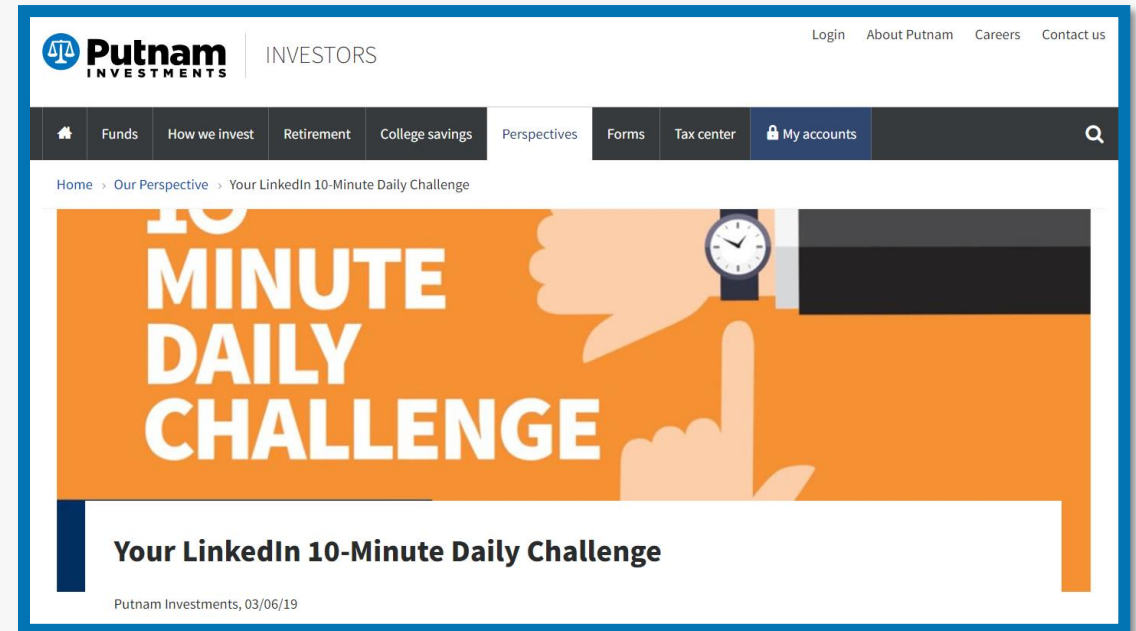 Login About Putnam Careers Contact us
Putnam INVESTORS
INVESTMENTS
Funds How we invest Retirement College savings Perspectives Forms Tax center My accounts
Home › Our Perspective › Your LinkedIn 10-Minute Daily Challenge
10
MINUTE
DAILY
CHALLENGE
Your LinkedIn 10-Minute Daily Challenge
Putnam Investments, 03/06/19